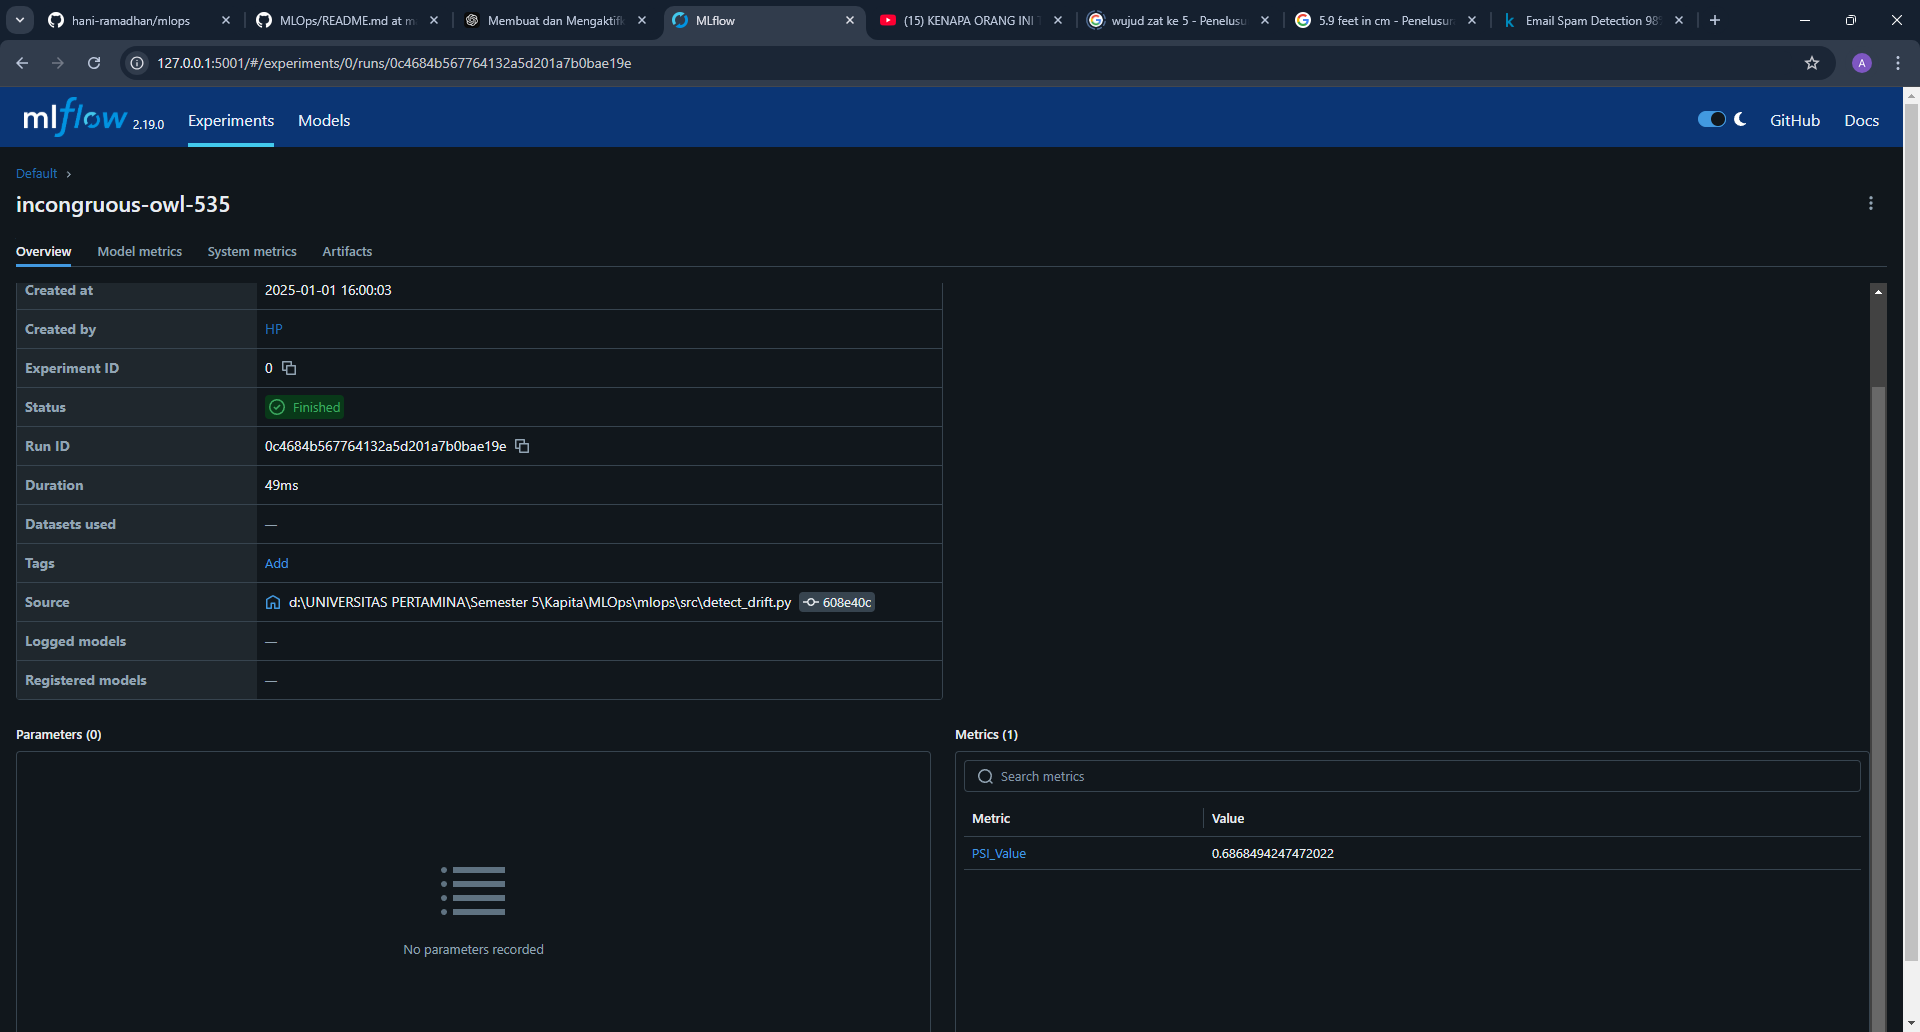 hani-ramadhan/mlops
MLOps/README.md at m
Membuat dan Mengaktifk
MLflow
(15) KENAPA ORANG INI T
wujud zat ke 5 - Penelusu
5.9 feet in cm - Penelusur
Email Spam Detection 98%
127.0.0.1:5001/#/experiments/0/runs/0c4684b567764132a5d201a7b0bae19e
A
mlflow 2.19.0
Experiments
Models
GitHub
Docs
Default
incongruous-owl-535
Overview
Model metrics
System metrics
Artifacts
Created at 2025-01-01 16:00:03
Created by HP
Experiment ID 0
Status Finished
Run ID 0c4684b567764132a5d201a7b0bae19e
Duration 49ms
Datasets used —
Tags Add
Source d:\UNIVERSITAS PERTAMINA\Semester 5\Kapita\MLOps\mlops\src\detect_drift.py 608e40c
Logged models —
Registered models —
Parameters (0)
No parameters recorded
Metrics (1)
Search metrics
Metric Value
PSI_Value 0.6868494247472022